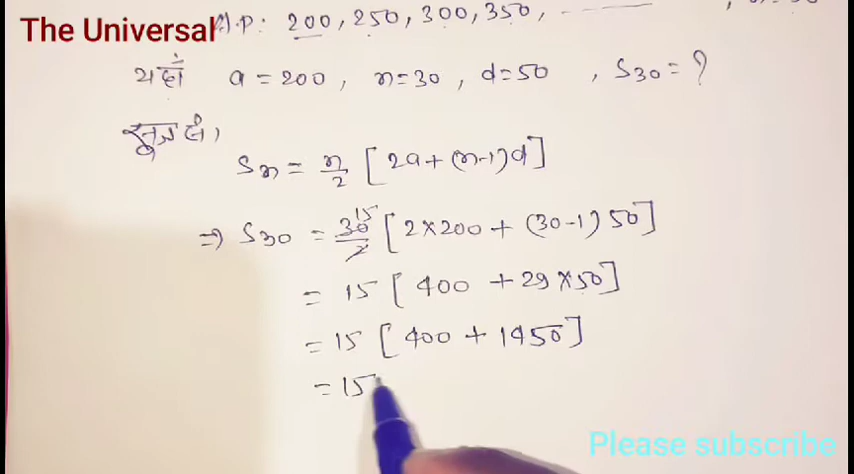 The Universal
A.P: 200, 250, 300, 350, - - - - - -
यहाँ a = 200 , n=30 , d=50 , S30 = ?
सूत्र से,
Sn = n/2 [2a+(n-1)d]
⇒ S30 = 30/2 15 [2×200 + (30-1) 50]
= 15 [400 + 29×50]
= 15 [400 + 1450]
= 15
Please subscribe